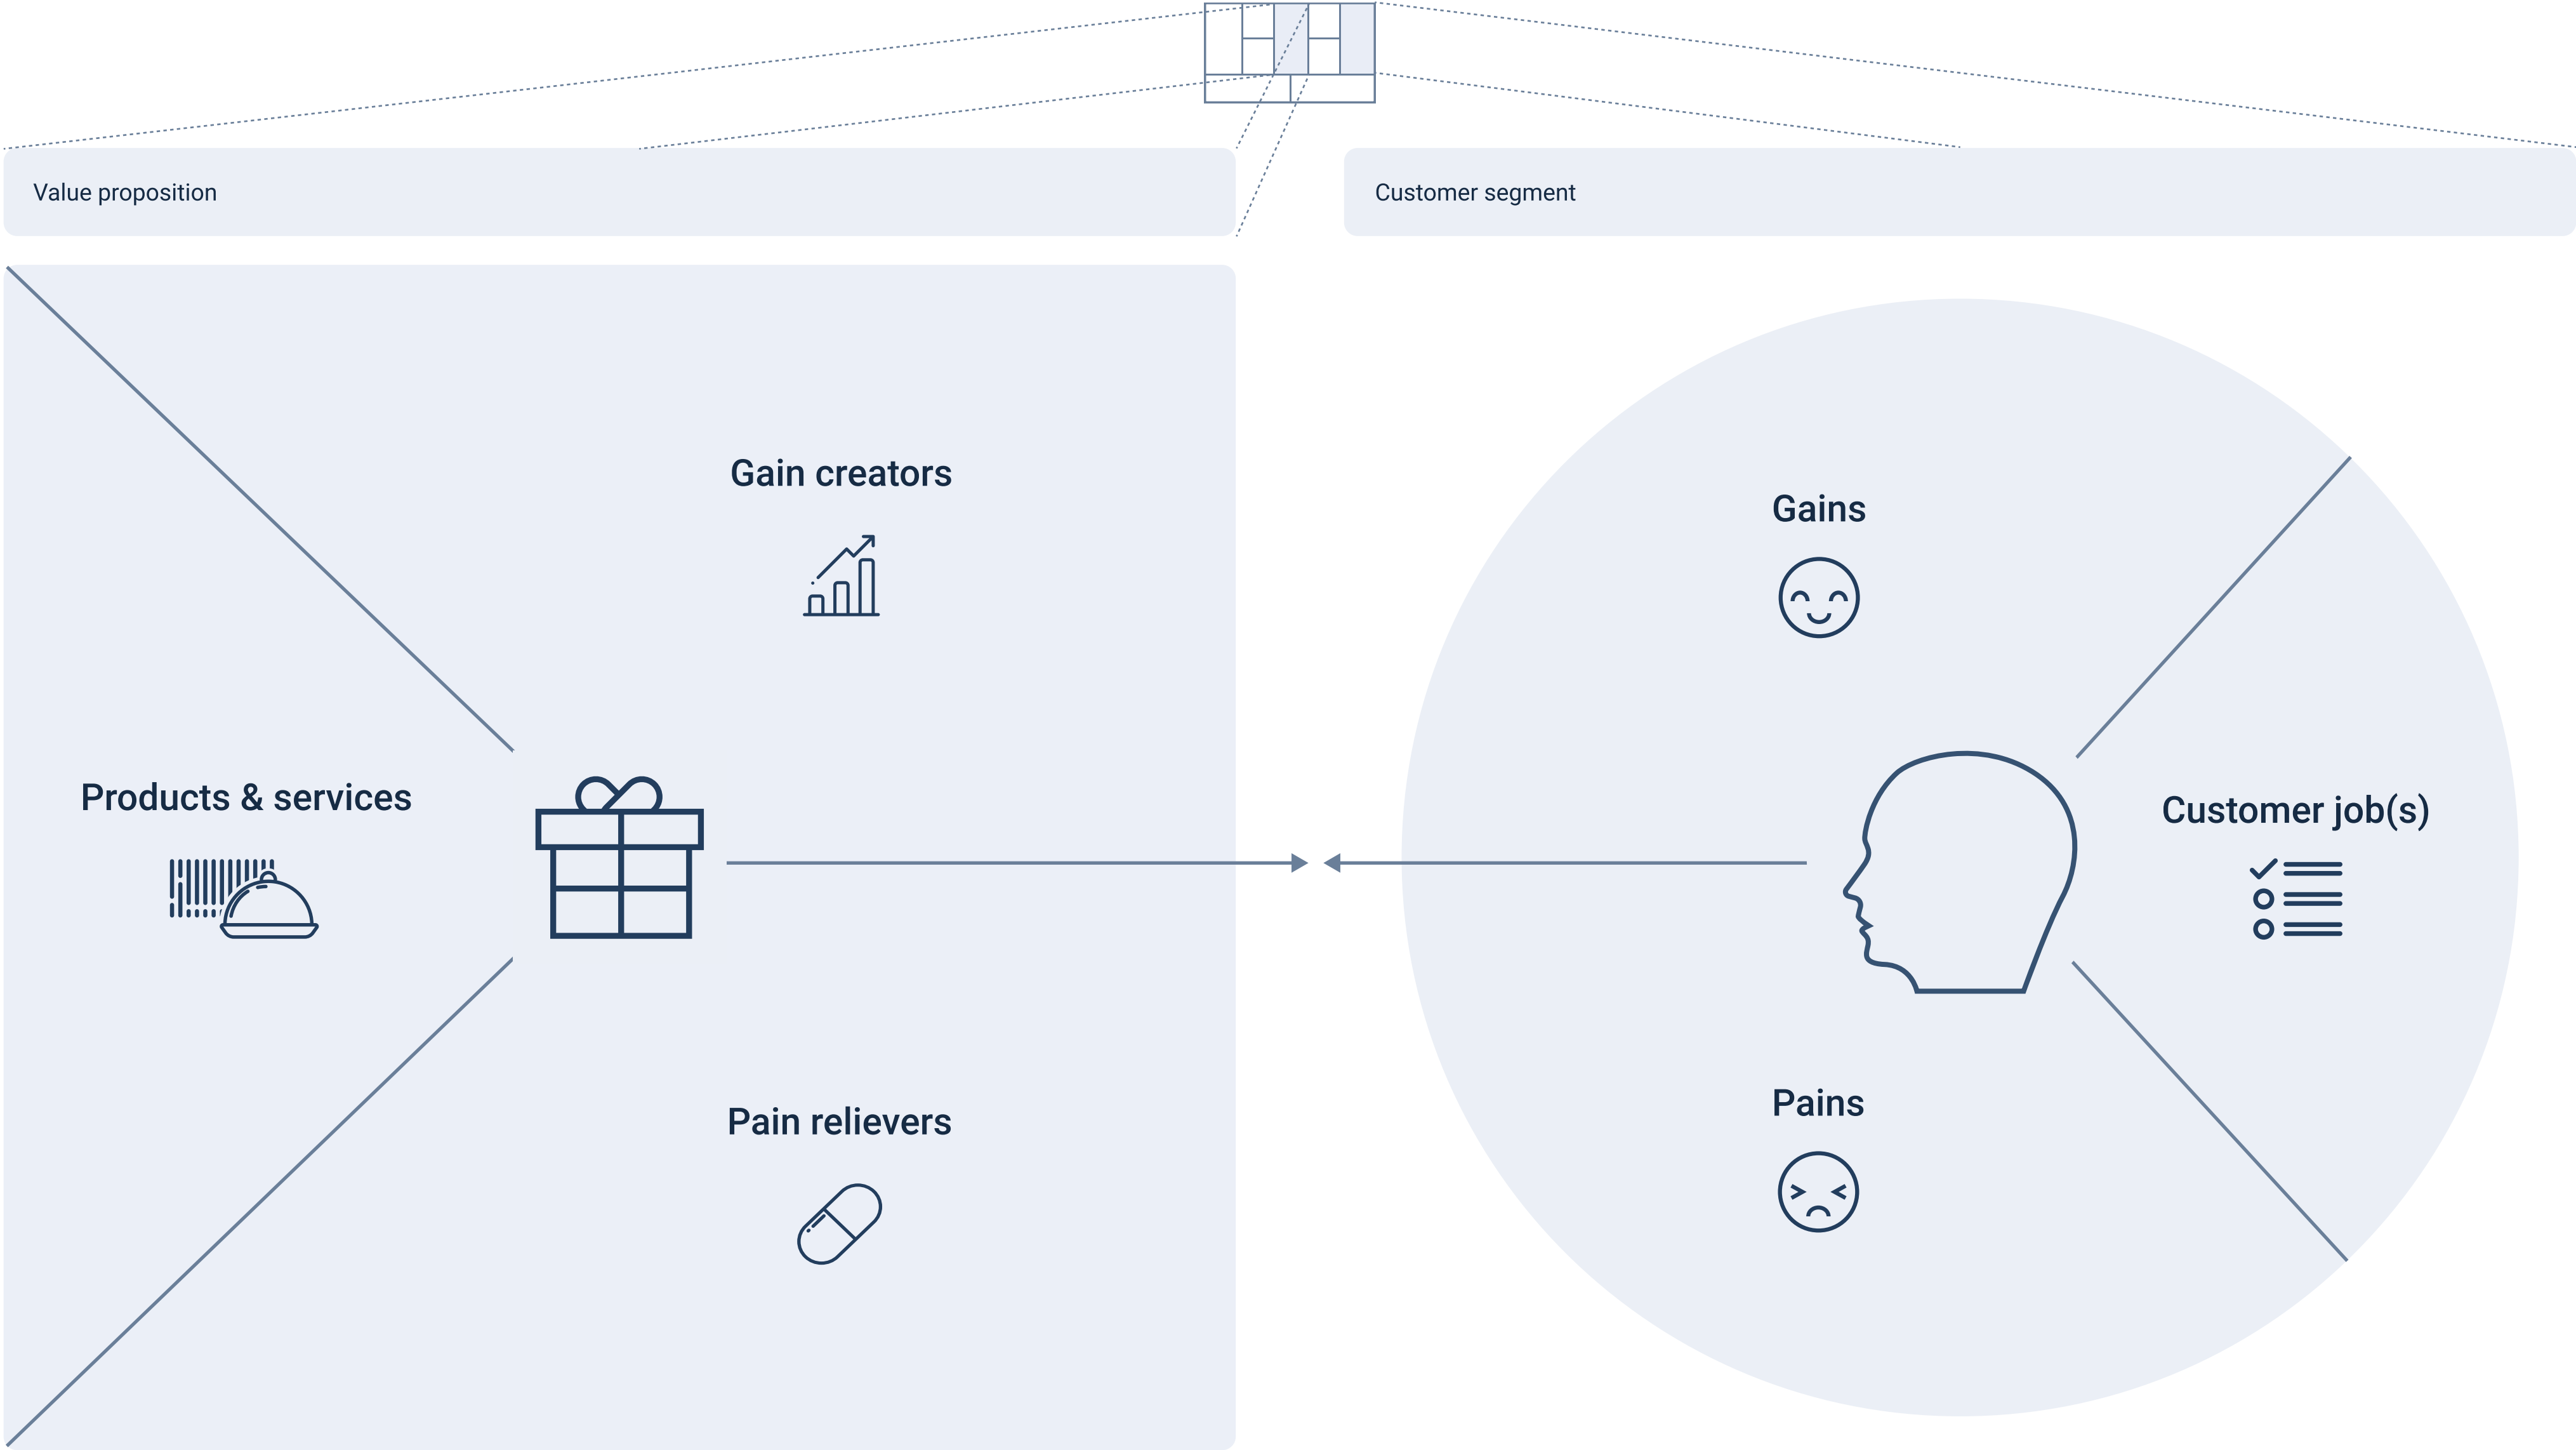 Value proposition
Customer segment
Gain creators
Gains
Products & services
Customer job(s)
Pain relievers
Pains